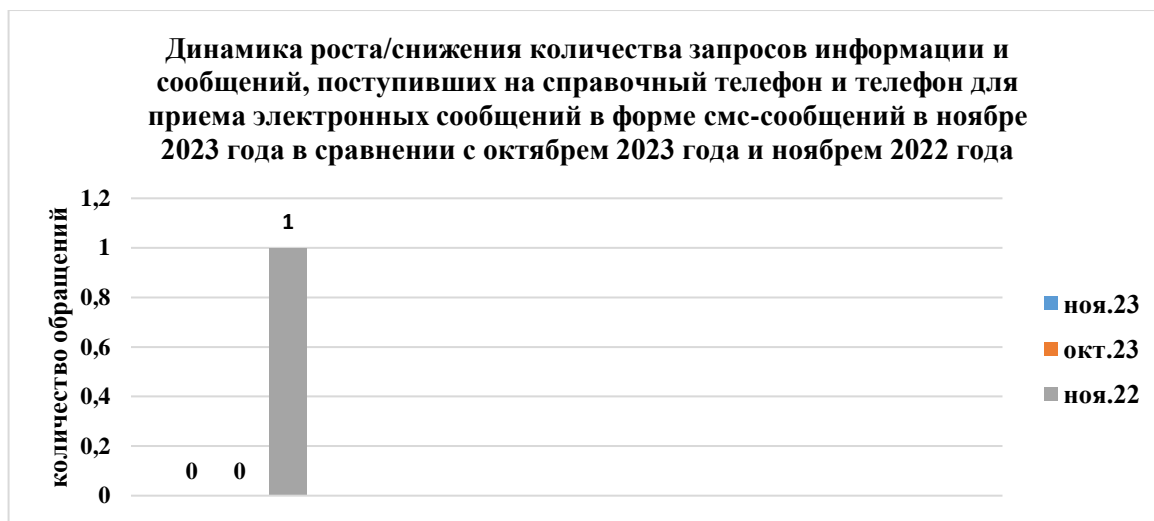 Динамика роста/снижения количества запросов информации и
сообщений, поступивших на справочный телефон и телефон для
приема электронных сообщений в форме смс-сообщений в ноябре
2023 года в сравнении с октябрем 2023 года и ноябрем 2022 года
количество обращений
1,2
1
0,8
0,6
0,4
0,2
0
0
0
1
ноя.23
окт.23
ноя.22